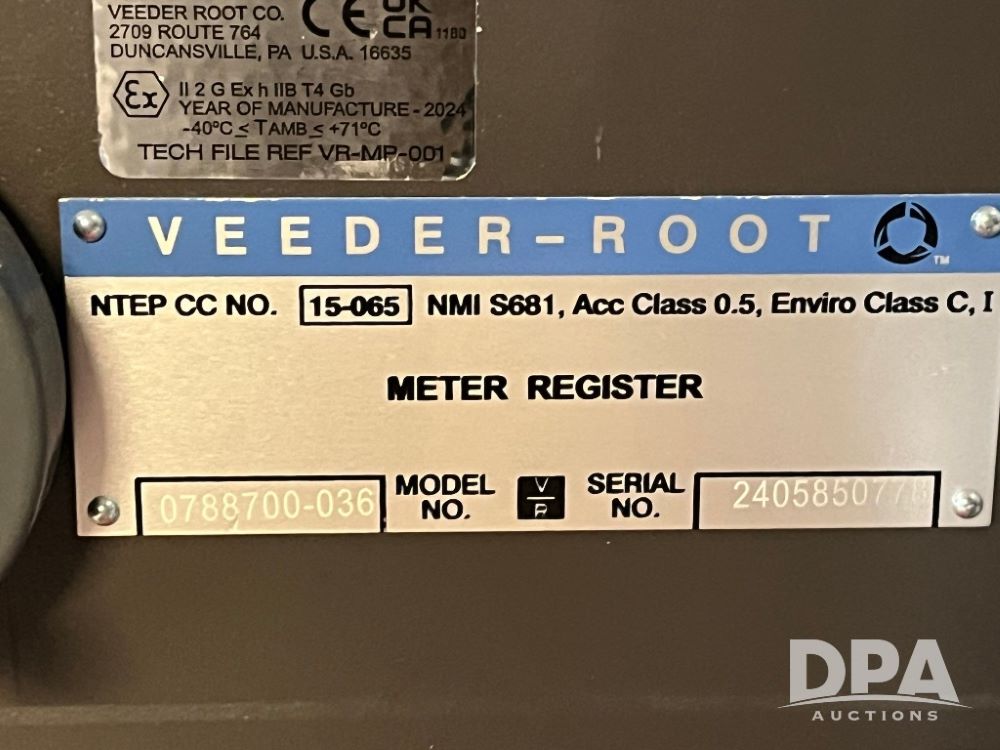 VEEDER ROOT CO.
CE UK
CA 1180
2709 ROUTE 764
DUNCANSVILLE, PA U.S.A. 16635
Ex II 2 G Ex h IIB T4 Gb
YEAR OF MANUFACTURE - 2024
-40°C ≤ TAMB ≤ +71°C
TECH FILE REF VR-MP-001
VEEDER-ROOT ™
NTEP CC NO. 15-065 NMI S681, Acc Class 0.5, Enviro Class C, I
METER REGISTER
0788700-036 MODEL NO. V/R SERIAL NO.
DPA
AUCTIONS